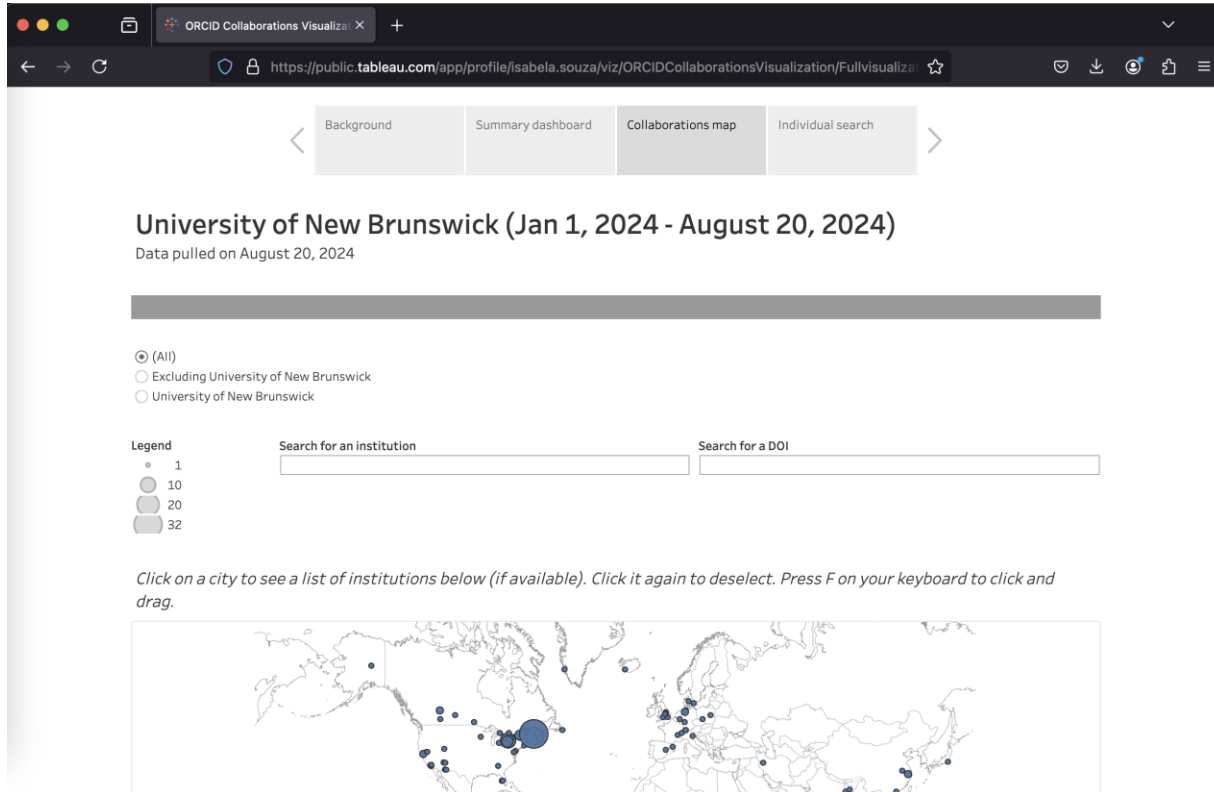 ORCID Collaborations Visualizat
https://public.tableau.com/app/profile/isabela.souza/viz/ORCIDCollaborationsVisualization/Fullvisualizat
Background
Summary dashboard
Collaborations map
Individual search
University of New Brunswick (Jan 1, 2024 - August 20, 2024)
Data pulled on August 20, 2024
(All)
Excluding University of New Brunswick
University of New Brunswick
Legend
1
10
20
32
Search for an institution
Search for a DOI
Click on a city to see a list of institutions below (if available). Click it again to deselect. Press F on your keyboard to click and
drag.